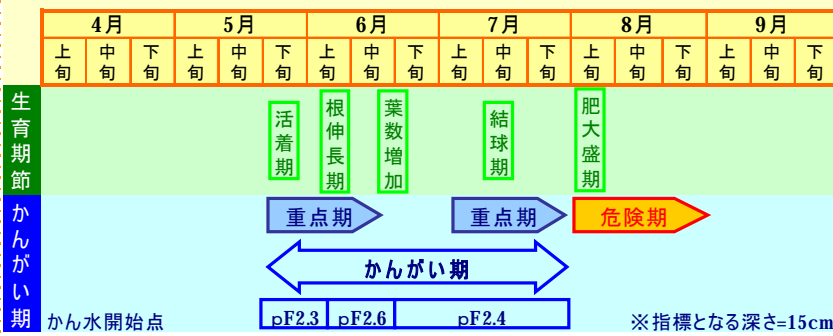 4月 5月 6月 7月 8月 9月
上旬 中旬 下旬 上旬 中旬 下旬 上旬 中旬 下旬 上旬 中旬 下旬 上旬 中旬 下旬 上旬 中旬 下旬
生育期節
活着期 根伸長期 葉数増加 結球期 肥大盛期
かんがい期
重点期 重点期 危険期
かんがい期
かん水開始点 pF2.3 pF2.6 pF2.4 ※指標となる深さ=15cm